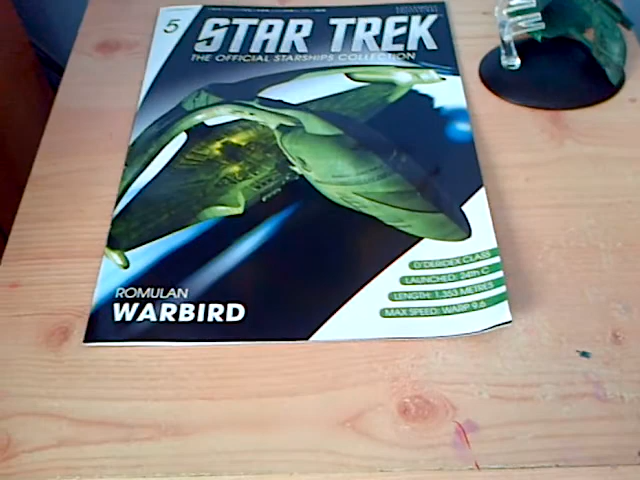 5
STAR TREK
THE OFFICIAL STARSHIPS COLLECTION
D'DERIDEX CLASS
LAUNCHED: 24th C
LENGTH: 1,353 METRES
MAX SPEED: WARP 9.6
ROMULAN
WARBIRD